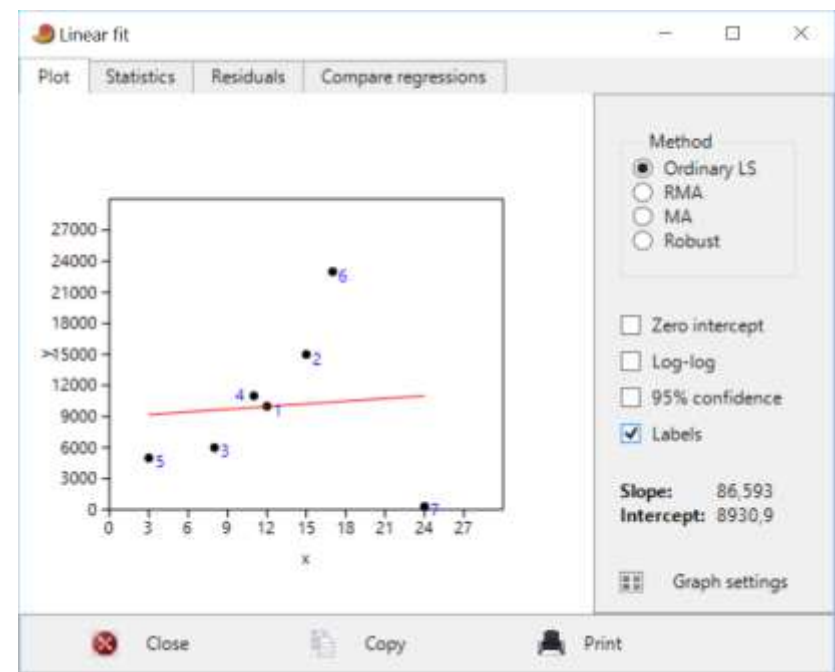 Linear fit
Plot Statistics Residuals Compare regressions
27000
24000
21000
18000
15000
12000
9000
6000
3000
0
y
6
2
4
1
3
5
7
0 3 6 9 12 15 18 21 24 27
x
Method
Ordinary LS
RMA
MA
Robust
Zero intercept
Log-log
95% confidence
Labels
Slope: 86,593
Intercept: 8930,9
Graph settings
Close Copy Print